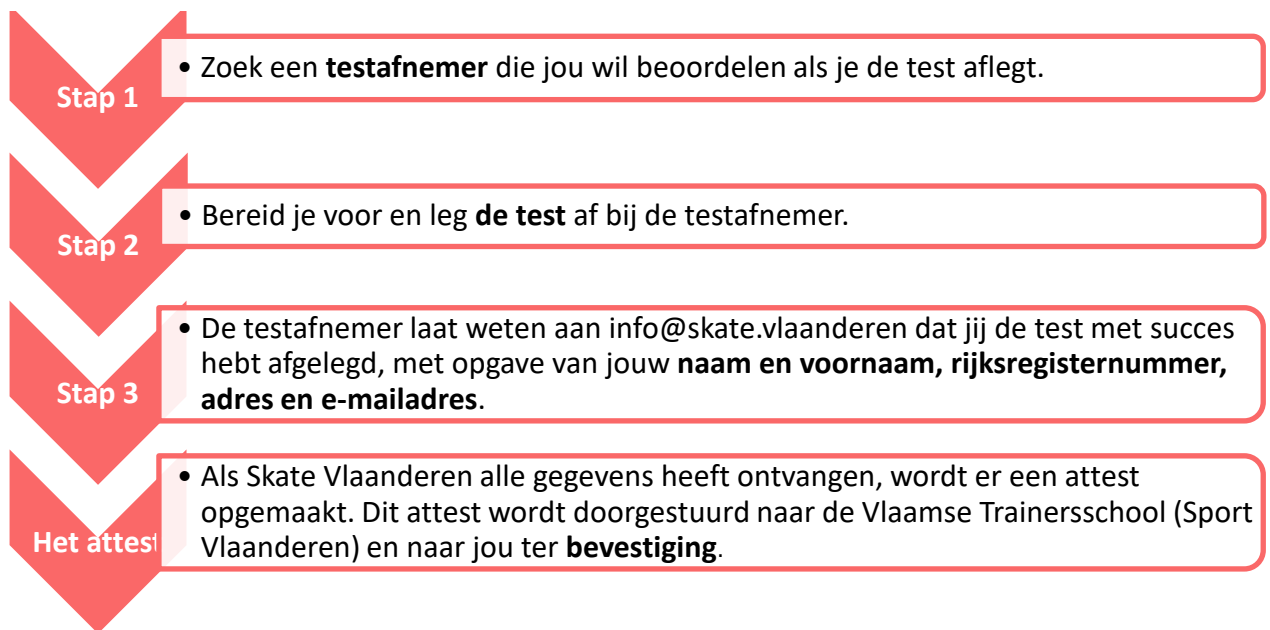 Stap 1
• Zoek een testafnemer die jou wil beoordelen als je de test aflegt.
Stap 2
• Bereid je voor en leg de test af bij de testafnemer.
Stap 3
• De testafnemer laat weten aan info@skate.vlaanderen dat jij de test met succes
hebt afgelegd, met opgave van jouw naam en voornaam, rijksregisternummer,
adres en e-mailadres.
Het attest
• Als Skate Vlaanderen alle gegevens heeft ontvangen, wordt er een attest
opgemaakt. Dit attest wordt doorgestuurd naar de Vlaamse Trainersschool (Sport
Vlaanderen) en naar jou ter bevestiging.